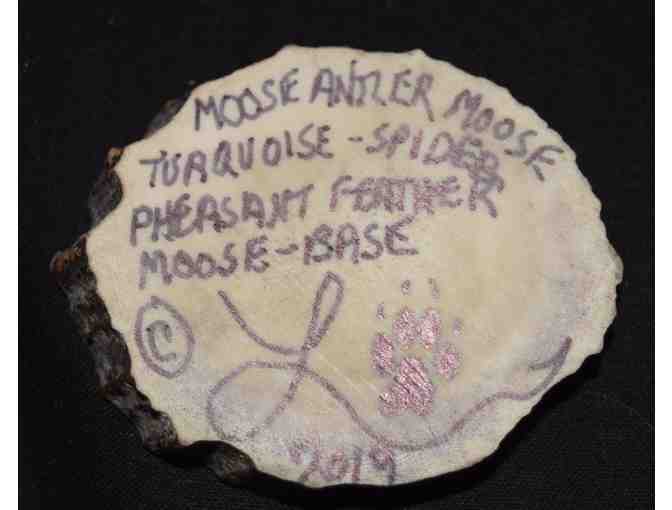 MOOSE ANTLER MOOSE
TURQUOISE - SPIDER
PHEASANT FEATHER
MOOSE - BASE
©
2019